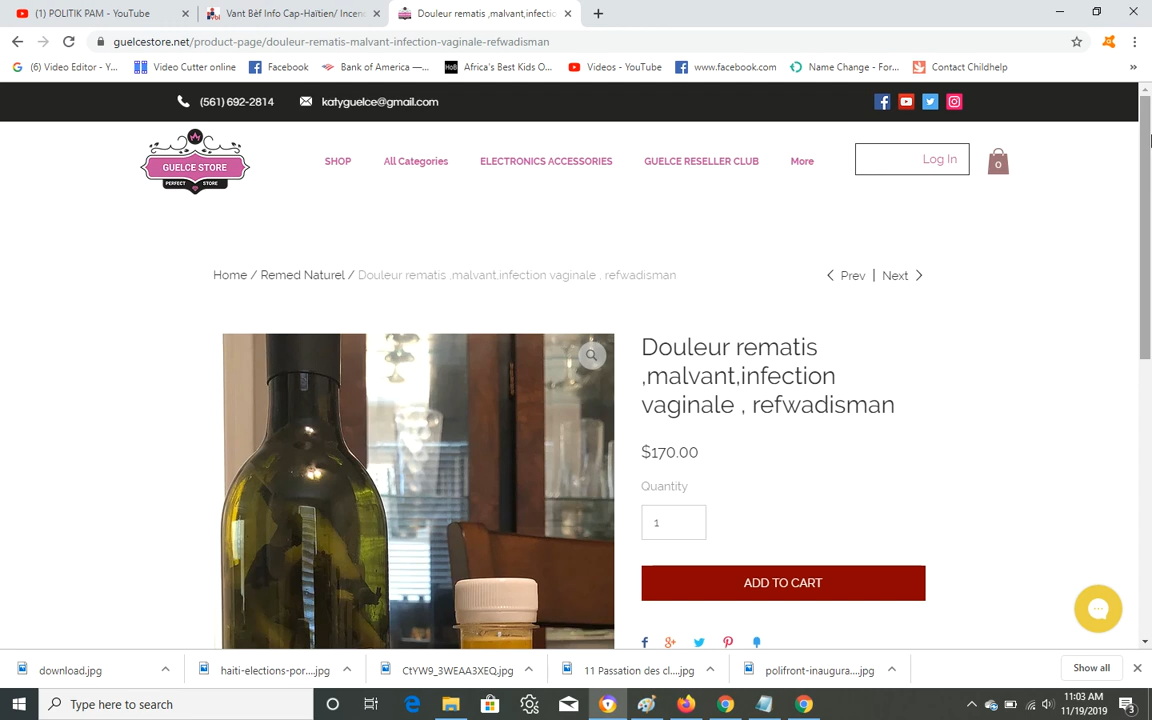 (1) POLITIK PAM - YouTube
Vant Bèf Info Cap-Haïtien/ Incend
Douleur rematis ,malvant,infectio
guelcestore.net/product-page/douleur-rematis-malvant-infection-vaginale-refwadisman
(6) Video Editor - Y...
Video Cutter online
Facebook
Bank of America —...
HoB
Africa's Best Kids O...
Videos - YouTube
www.facebook.com
Name Change - For...
Contact Childhelp
(561) 692-2814
katyguelce@gmail.com
GUELCE STORE
PERFECT STORE
SHOP
All Categories
ELECTRONICS ACCESSORIES
GUELCE RESELLER CLUB
More
Log In
0
Home / Remed Naturel / Douleur rematis ,malvant,infection vaginale , refwadisman
Prev | Next
Douleur rematis
,malvant,infection
vaginale , refwadisman
$170.00
Quantity
1
ADD TO CART
download.jpg
haiti-elections-por....jpg
CtYW9_3WEAA3XEQ.jpg
11 Passation des cl....jpg
polifront-inaugura....jpg
Show all
Type here to search
11:03 AM
11/19/2019
3